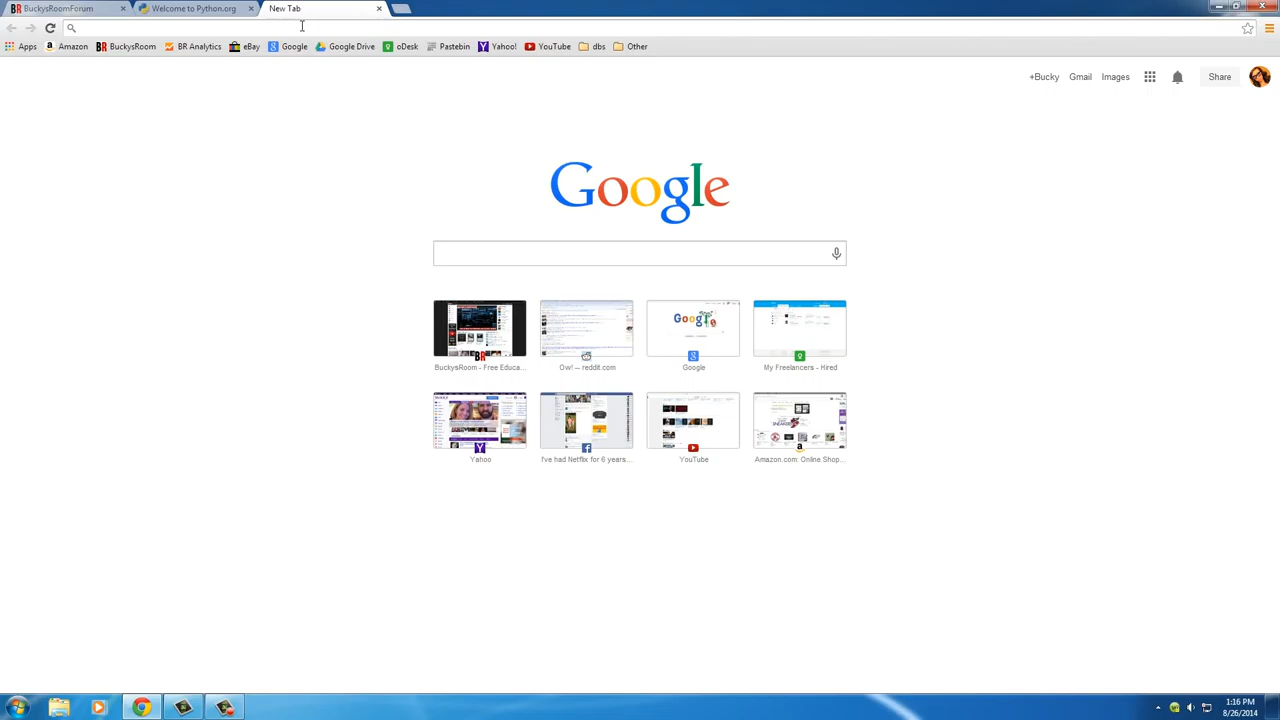 BuckysRoomForum Welcome to Python.org New Tab
Apps Amazon BuckysRoom BR Analytics eBay Google Google Drive oDesk Pastebin Yahoo! YouTube dbs Other
+Bucky Gmail Images Share
Google
BuckysRoom - Free Educa... Ow! -- reddit.com Google My Freelancers - Hired
Yahoo I've had Netflix for 6 years... YouTube Amazon.com: Online Shop...
1:16 PM
8/26/2014